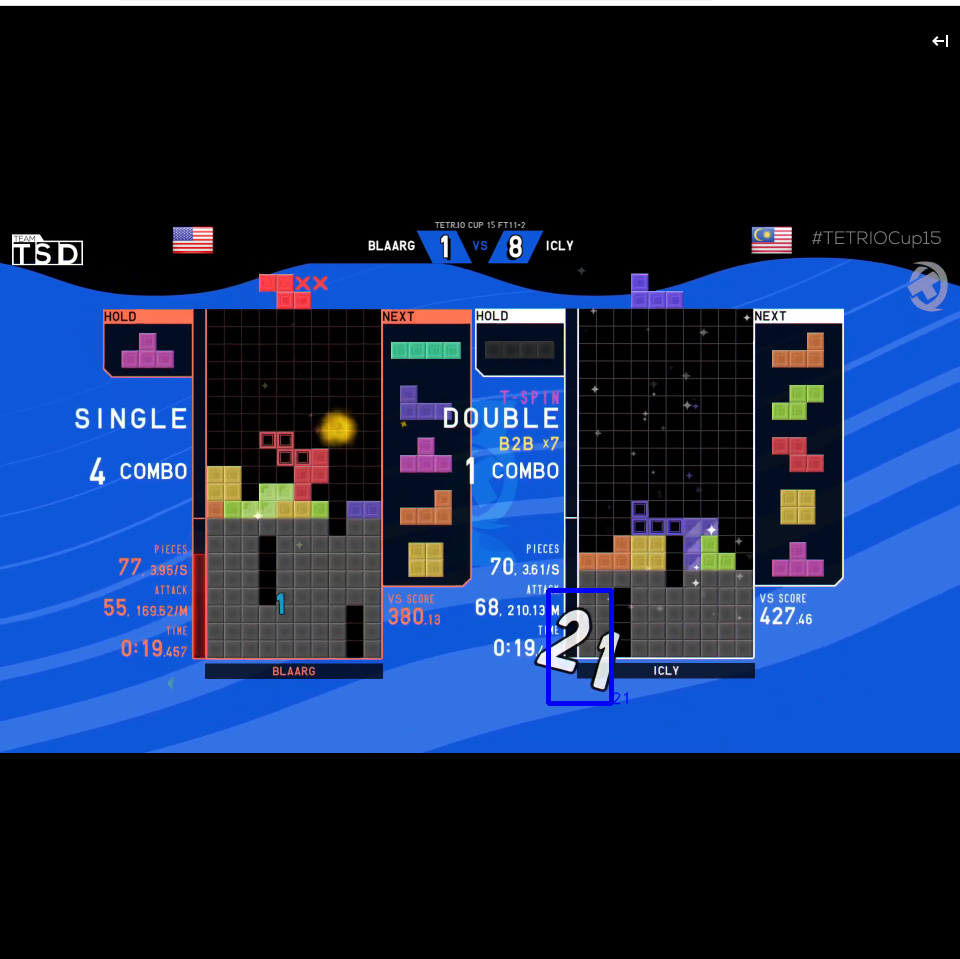 TETR.IO CUP 15 FT11-2
TEAM
TSD
BLAARG 1 VS 8 ICLY
#TETRIOCup15
HOLD
NEXT
SINGLE
4 COMBO
PIECES
77, 3.96/S
ATTACK
55, 169.52/M
TIME
0:19.457
1
VS SCORE
380.13
BLAARG
HOLD
NEXT
T-SPIN
DOUBLE
B2B x7
1 COMBO
PIECES
70, 3.61/S
ATTACK
68, 210.13/M
TIME
0:19.
21
21
VS SCORE
427.46
ICLY